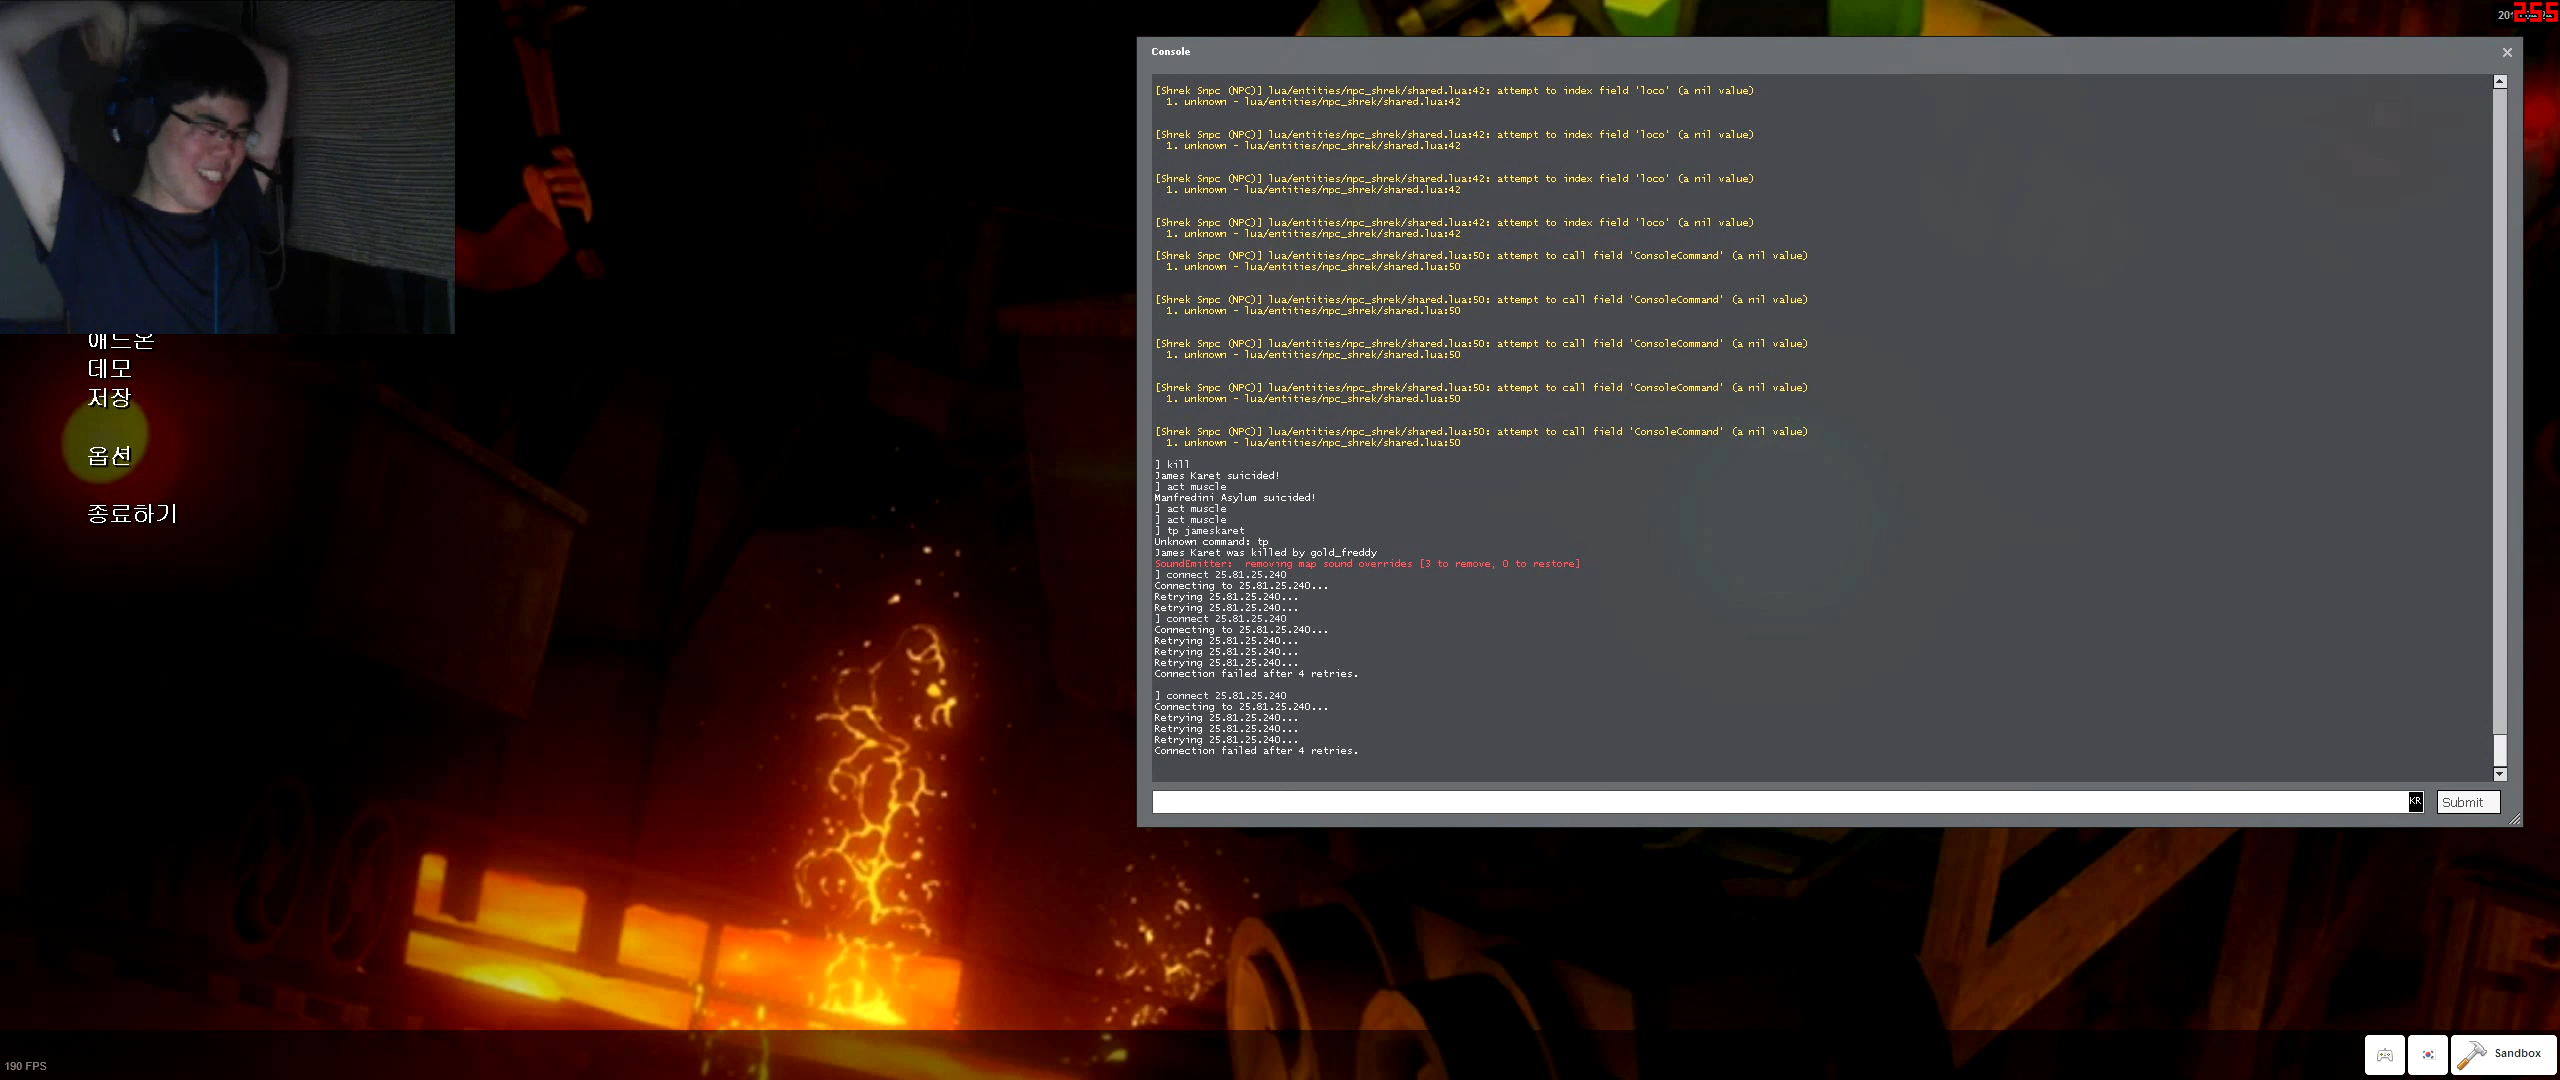 255
Console
[Shrek Snpc (NPC)] lua/entities/npc_shrek/shared.lua:42: attempt to index field 'loco' (a nil value)
1. unknown - lua/entities/npc_shrek/shared.lua:42
[Shrek Snpc (NPC)] lua/entities/npc_shrek/shared.lua:42: attempt to index field 'loco' (a nil value)
1. unknown - lua/entities/npc_shrek/shared.lua:42
[Shrek Snpc (NPC)] lua/entities/npc_shrek/shared.lua:42: attempt to index field 'loco' (a nil value)
1. unknown - lua/entities/npc_shrek/shared.lua:42
[Shrek Snpc (NPC)] lua/entities/npc_shrek/shared.lua:42: attempt to index field 'loco' (a nil value)
1. unknown - lua/entities/npc_shrek/shared.lua:42
[Shrek Snpc (NPC)] lua/entities/npc_shrek/shared.lua:50: attempt to call field 'ConsoleCommand' (a nil value)
1. unknown - lua/entities/npc_shrek/shared.lua:50
[Shrek Snpc (NPC)] lua/entities/npc_shrek/shared.lua:50: attempt to call field 'ConsoleCommand' (a nil value)
1. unknown - lua/entities/npc_shrek/shared.lua:50
[Shrek Snpc (NPC)] lua/entities/npc_shrek/shared.lua:50: attempt to call field 'ConsoleCommand' (a nil value)
1. unknown - lua/entities/npc_shrek/shared.lua:50
[Shrek Snpc (NPC)] lua/entities/npc_shrek/shared.lua:50: attempt to call field 'ConsoleCommand' (a nil value)
1. unknown - lua/entities/npc_shrek/shared.lua:50
[Shrek Snpc (NPC)] lua/entities/npc_shrek/shared.lua:50: attempt to call field 'ConsoleCommand' (a nil value)
1. unknown - lua/entities/npc_shrek/shared.lua:50
] kill
James Karet suicided!
] act muscle
Manfredini Asylum suicided!
] act muscle
] act muscle
] tp jameskaret
Unknown command: tp
James Karet was killed by gold_freddy
SoundEmitter:  removing map sound overrides [3 to remove, 0 to restore]
] connect 25.81.25.240
Connecting to 25.81.25.240...
Retrying 25.81.25.240...
Retrying 25.81.25.240...
] connect 25.81.25.240
Connecting to 25.81.25.240...
Retrying 25.81.25.240...
Retrying 25.81.25.240...
Retrying 25.81.25.240...
Connection failed after 4 retries.
] connect 25.81.25.240
Connecting to 25.81.25.240...
Retrying 25.81.25.240...
Retrying 25.81.25.240...
Retrying 25.81.25.240...
Connection failed after 4 retries.
KR
Submit
애드온
데모
저장
옵션
종료하기
190 FPS
Sandbox